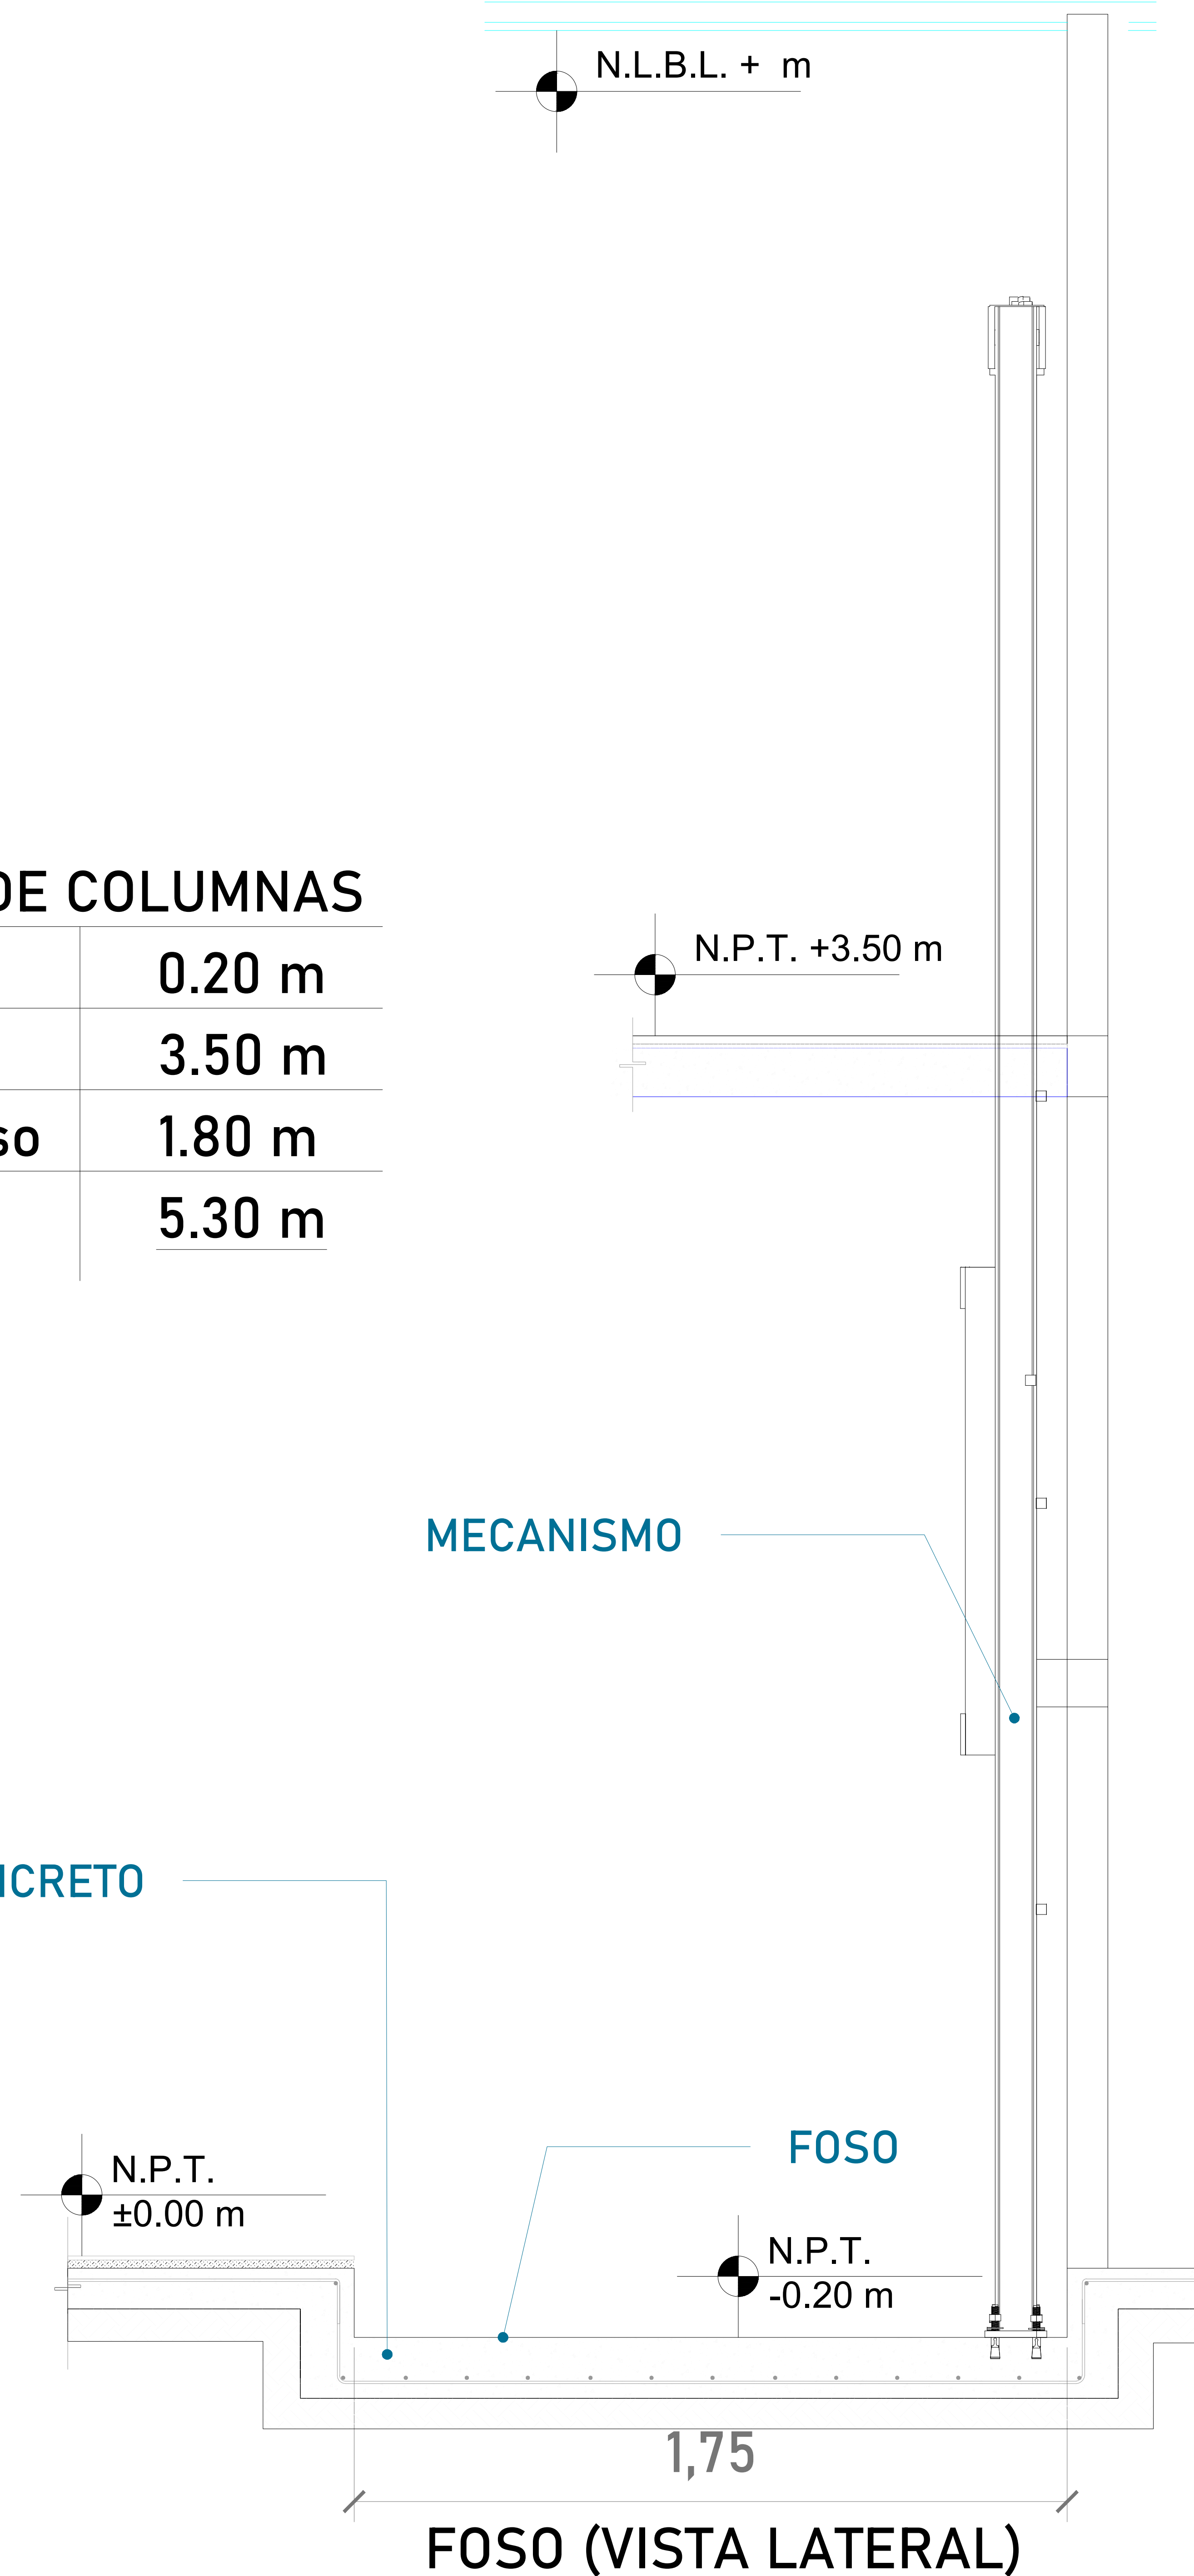 N.L.B.L. + m
DE COLUMNAS
0.20 m
3.50 m
so 1.80 m
5.30 m
N.P.T. +3.50 m
MECANISMO
NCRETO
FOSO
N.P.T.
±0.00 m
N.P.T.
-0.20 m
1,75
FOSO (VISTA LATERAL)